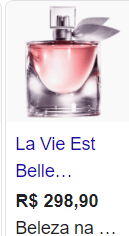 La Vie Est
Belle…
R$ 298,90
Beleza na …